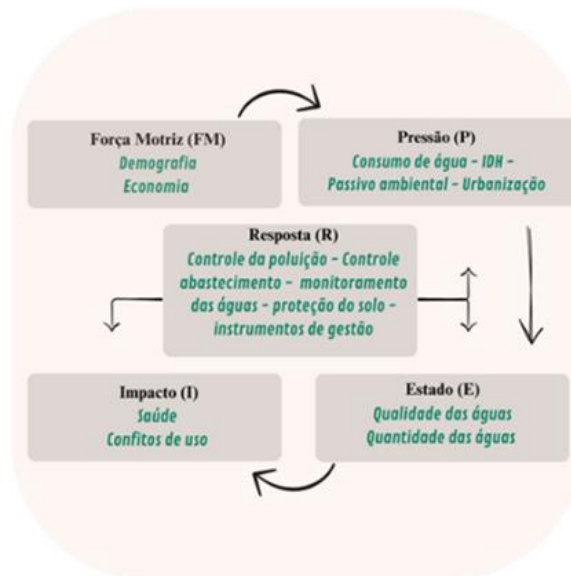 Força Motriz (FM)
Demografia
Economia
Pressão (P)
Consumo de água – IDH –
Passivo ambiental – Urbanização
Resposta (R)
Controle da poluição – Controle
abastecimento – monitoramento
das águas – proteção do solo –
instrumentos de gestão
Impacto (I)
Saúde
Confitos de uso
Estado (E)
Qualidade das águas
Quantidade das águas